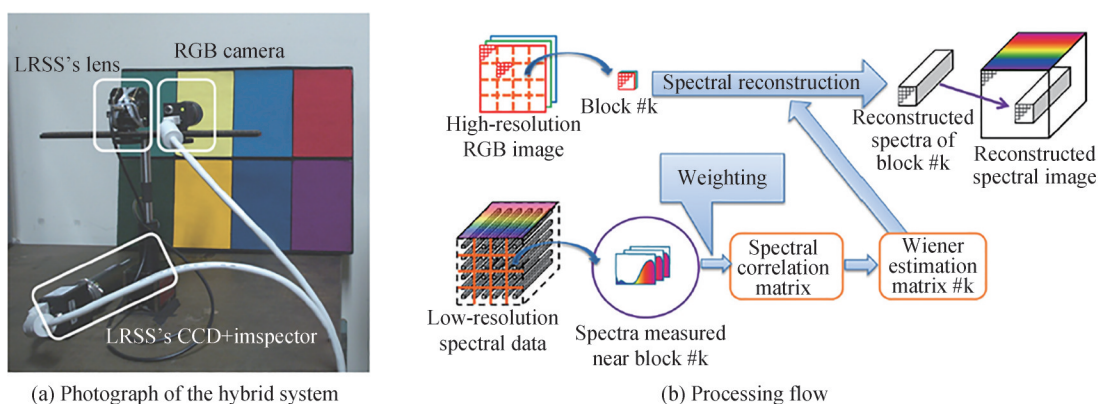 RGB camera
LRSS's lens
LRSS's CCD+imspector
(a) Photograph of the hybrid system
Block #k
Spectral reconstruction
High-resolution
RGB image
Reconstructed
spectra of
block #k
Reconstructed
spectral image
Weighting
Low-resolution
spectral data
Spectra measured
near block #k
Spectral
correlation
matrix
Wiener
estimation
matrix #k
(b) Processing flow